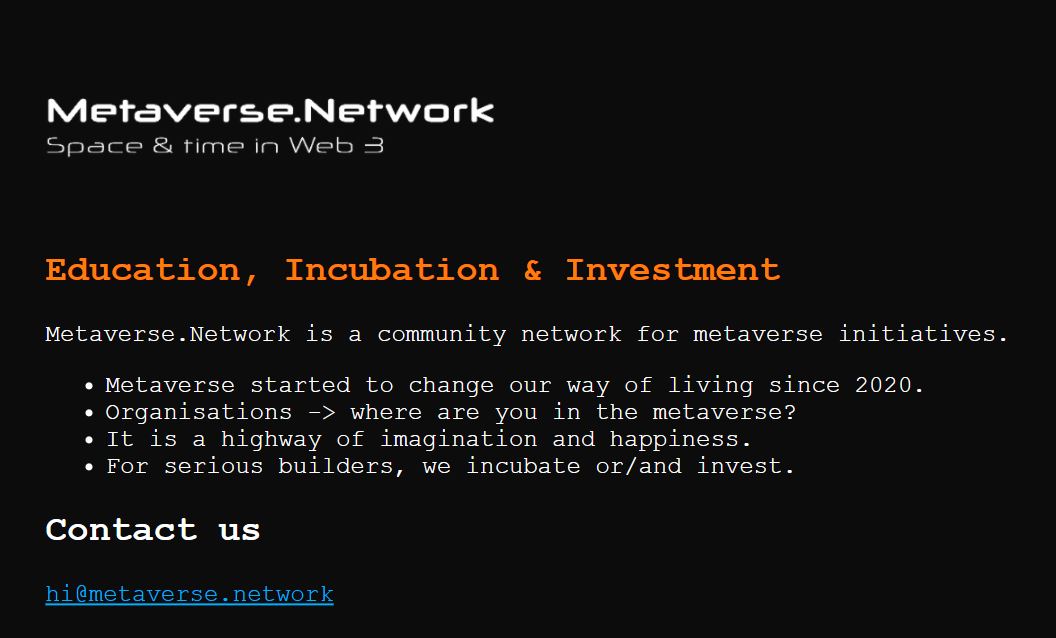 Metaverse.Network
Space & time in Web 3
Education, Incubation & Investment
Metaverse.Network is a community network for metaverse initiatives.
• Metaverse started to change our way of living since 2020.
• Organisations -> where are you in the metaverse?
• It is a highway of imagination and happiness.
• For serious builders, we incubate or/and invest.
Contact us
hi@metaverse.network